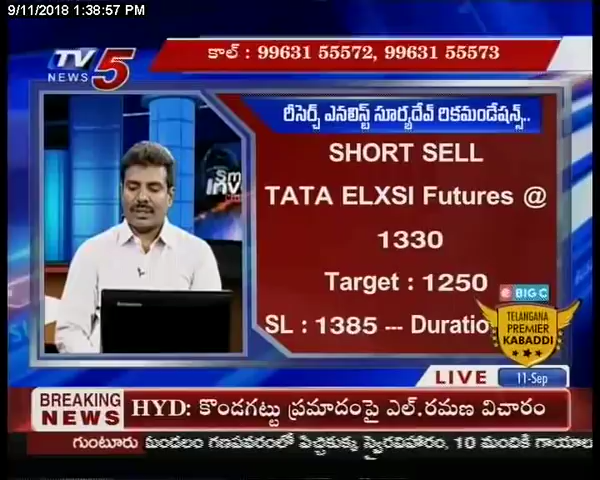 9/11/2018 1:38:57 PM
కాల్ : 99631 55572, 99631 55573
TV5
NEWS
రీసెర్చ్ ఎనలిస్ట్ సూర్యదేవ్ రికమండేషన్స్..
SHORT SELL
TATA ELXSI Futures @
1330
Target : 1250
SL : 1385 --- Duratio
BIG C
TELANGANA
PREMIER
KABADDI
LIVE 11-Sep
BREAKING
NEWS
HYD: కొండగట్టు ప్రమాదంపై ఎల్.రమణ విచారం
గుంటూరు మండలం గణపవరంలో పిచ్చికుక్క స్వైరవిహారం, 10 మందికి గాయాల